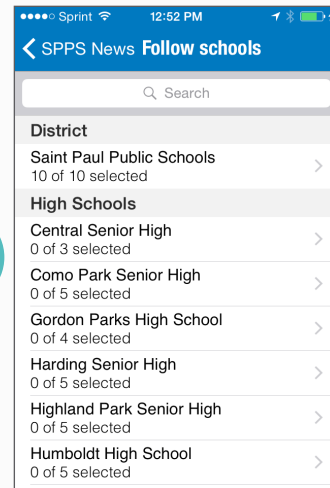 Sprint 12:52 PM
SPPS News Follow schools
Search
District
Saint Paul Public Schools
10 of 10 selected
High Schools
Central Senior High
0 of 3 selected
Como Park Senior High
0 of 5 selected
Gordon Parks High School
0 of 4 selected
Harding Senior High
0 of 5 selected
Highland Park Senior High
0 of 5 selected
Humboldt High School
0 of 5 selected